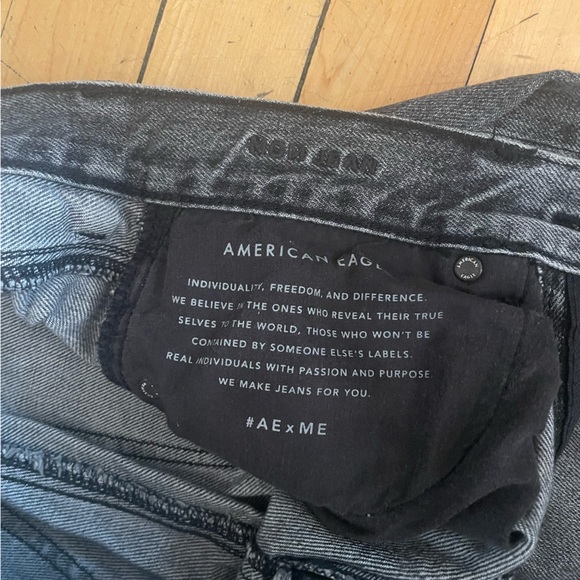 AMERICAN EAGL
INDIVIDUALITY, FREEDOM, AND DIFFERENCE.
WE BELIEVE IN THE ONES WHO REVEAL THEIR TRUE
SELVES TO THE WORLD, THOSE WHO WON'T BE
CONTAINED BY SOMEONE ELSE'S LABELS.
REAL INDIVIDUALS WITH PASSION AND PURPOSE.
WE MAKE JEANS FOR YOU.
#AExME
AMERICAN
EAGLE